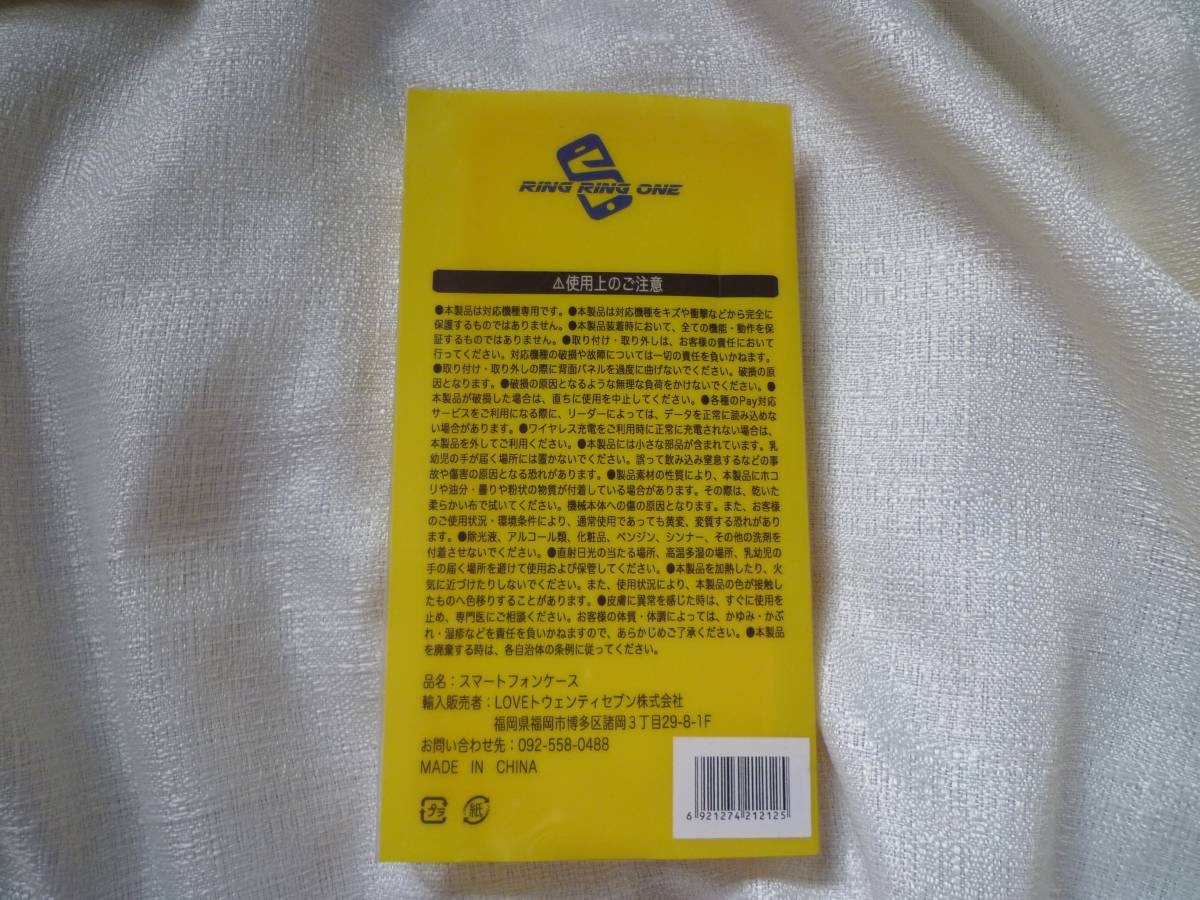 RING RING ONE
⚠使用上のご注意
●本製品は対応機種専用です。●本製品は対応機種をキズや衝撃などから完全に
保護するものではありません。●本製品装着時において、全ての機能・動作を保
証するものではありません。●取り付け・取り外しは、お客様の責任において
行ってください。対応機種の破損や故障については一切の責任を負いかねます。
●取り付け・取り外しの際に背面パネルを過度に曲げないでください。破損の原
因となります。●破損の原因となるような無理な負荷をかけないでください。●
本製品が破損した場合は、直ちに使用を中止してください。●各種のPay対応
サービスをご利用になる際に、リーダーによっては、データを正常に読み込めな
い場合があります。●ワイヤレス充電をご利用時に正常に充電されない場合は、
本製品を外してご利用ください。●本製品には小さな部品が含まれています。乳
幼児の手が届く場所には置かないでください。誤って飲み込み窒息するなどの事
故や傷害の原因となる恐れがあります。●製品素材の性質により、本製品にホコ
リや油分・曇りや粉状の物質が付着している場合があります。その際は、乾いた
柔らかい布で拭いてください。機械本体への傷の原因となります。また、お客様
のご使用状況・環境条件により、通常使用であっても黄変、変質する恐れがあり
ます。●除光液、アルコール類、化粧品、ベンジン、シンナー、その他の洗剤を
付着させないでください。●直射日光の当たる場所、高温多湿の場所、乳幼児の
手の届く場所を避けて使用および保管してください。●本製品を加熱したり、火
気に近づけたりしないでください。また、使用状況により、本製品の色が接触し
たものへ色移りすることがあります。●皮膚に異常を感じた時は、すぐに使用を
止め、専門医にご相談ください。お客様の体質・体調によっては、かゆみ・かぶ
れ・湿疹などを責任を負いかねますので、あらかじめご了承ください。●本製品
を廃棄する時は、各自治体の条例に従ってください。
品名：スマートフォンケース
輸入販売者：LOVEトウェンティセブン株式会社
福岡県福岡市博多区諸岡3丁目29-8-1F
お問い合わせ先：092-558-0488
MADE IN CHINA
プラ 紙
6 921274 212125